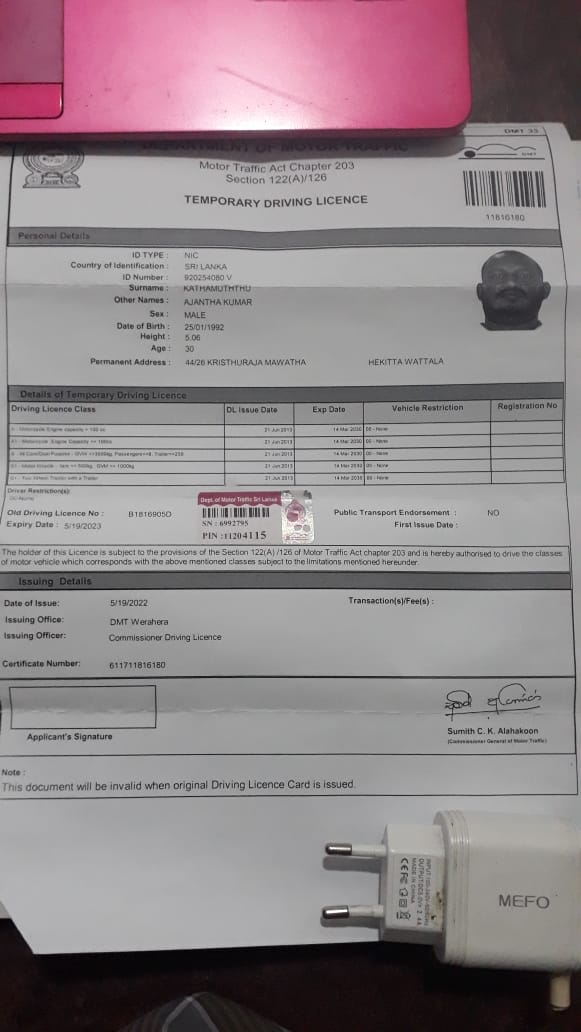 DMT 33
DEPARTMENT OF MOTOR TRAFFIC
Motor Traffic Act Chapter 203
Section 122(A)/126
TEMPORARY DRIVING LICENCE
DMT
11816180
Personal Details
ID TYPE : NIC
Country of Identification : SRI LANKA
ID Number : 920254080 V
Surname : KATHAMUTHTHU
Other Names : AJANTHA KUMAR
Sex : MALE
Date of Birth : 25/01/1992
Height : 5.06
Age : 30
Permanent Address : 44/26 KRISTHURAJA MAWATHA HEKITTA WATTALA
Details of Temporary Driving Licence
Driving Licence Class DL Issue Date Exp Date Vehicle Restriction Registration No
21 Jun 2013 14 Mar 2030 00 - None
21 Jun 2013 14 Mar 2030 00 - None
21 Jun 2013 14 Mar 2030 00 - None
21 Jun 2013 14 Mar 2030 00 - None
21 Jun 2013 14 Mar 2030 00 - None
Driver Restriction(s):
00-None
Old Driving Licence No : B1816905O
Expiry Date : 5/19/2023
Dept. of Motor Traffic Sri Lanka
SN : 6992795
PIN :11204115
Public Transport Endorsement : NO
First Issue Date :
The holder of this Licence is subject to the provisions of the Section 122(A) /126 of Motor Traffic Act chapter 203 and is hereby authorised to drive the classes
of motor vehicle which corresponds with the above mentioned classes subject to the limitations mentioned hereunder.
Issuing Details
Date of Issue: 5/19/2022 Transaction(s)/Fee(s) :
Issuing Office: DMT Werahera
Issuing Officer: Commissioner Driving Licence
Certificate Number: 611711816180
Applicant's Signature
Sumith C. K. Alahakoon
(Commissioner General of Motor Traffic)
Note :
This document will be invalid when original Driving Licence Card is issued.
MADE IN CHINA
MEFO